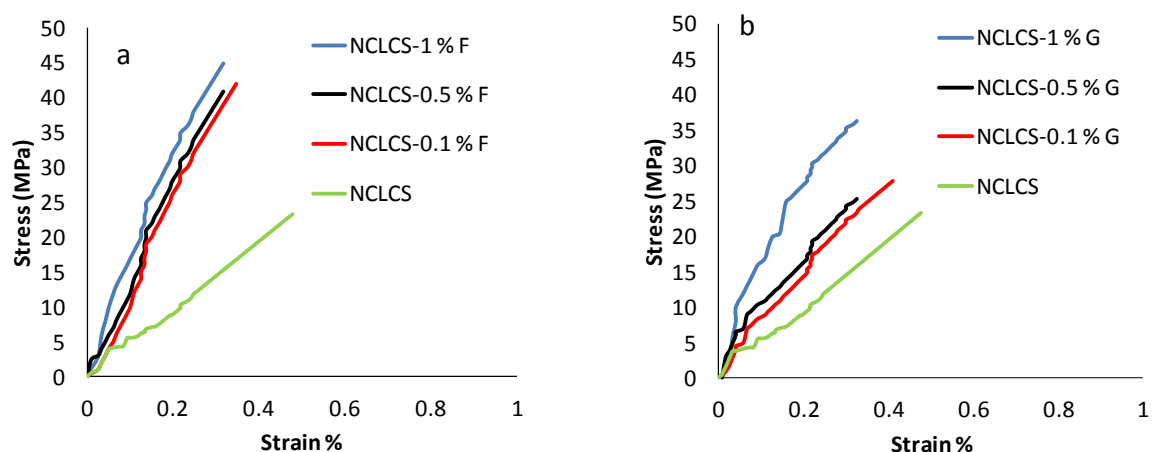 a
50
45
40
35
30
25
20
15
10
5
0
Stress (MPa)
0 0.2 0.4 0.6 0.8 1
Strain %
NCLCS-1 % F
NCLCS-0.5 % F
NCLCS-0.1 % F
NCLCS
b
50
45
40
35
30
25
20
15
10
5
0
Stress (MPa)
0 0.2 0.4 0.6 0.8 1
Strain %
NCLCS-1 % G
NCLCS-0.5 % G
NCLCS-0.1 % G
NCLCS